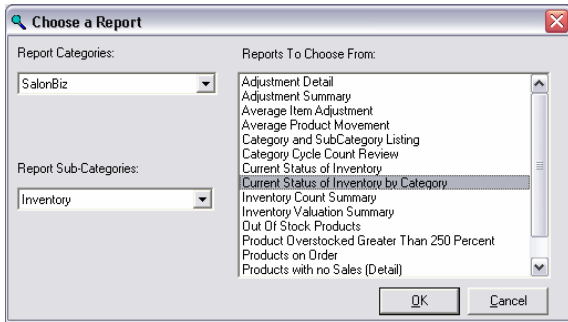 Choose a Report
Report Categories:
SalonBiz
Report Sub-Categories:
Inventory
Reports To Choose From:
Adjustment Detail
Adjustment Summary
Average Item Adjustment
Average Product Movement
Category and SubCategory Listing
Category Cycle Count Review
Current Status of Inventory
Current Status of Inventory by Category
Inventory Count Summary
Inventory Valuation Summary
Out Of Stock Products
Product Overstocked Greater Than 250 Percent
Products on Order
Products with no Sales (Detail)
OK
Cancel